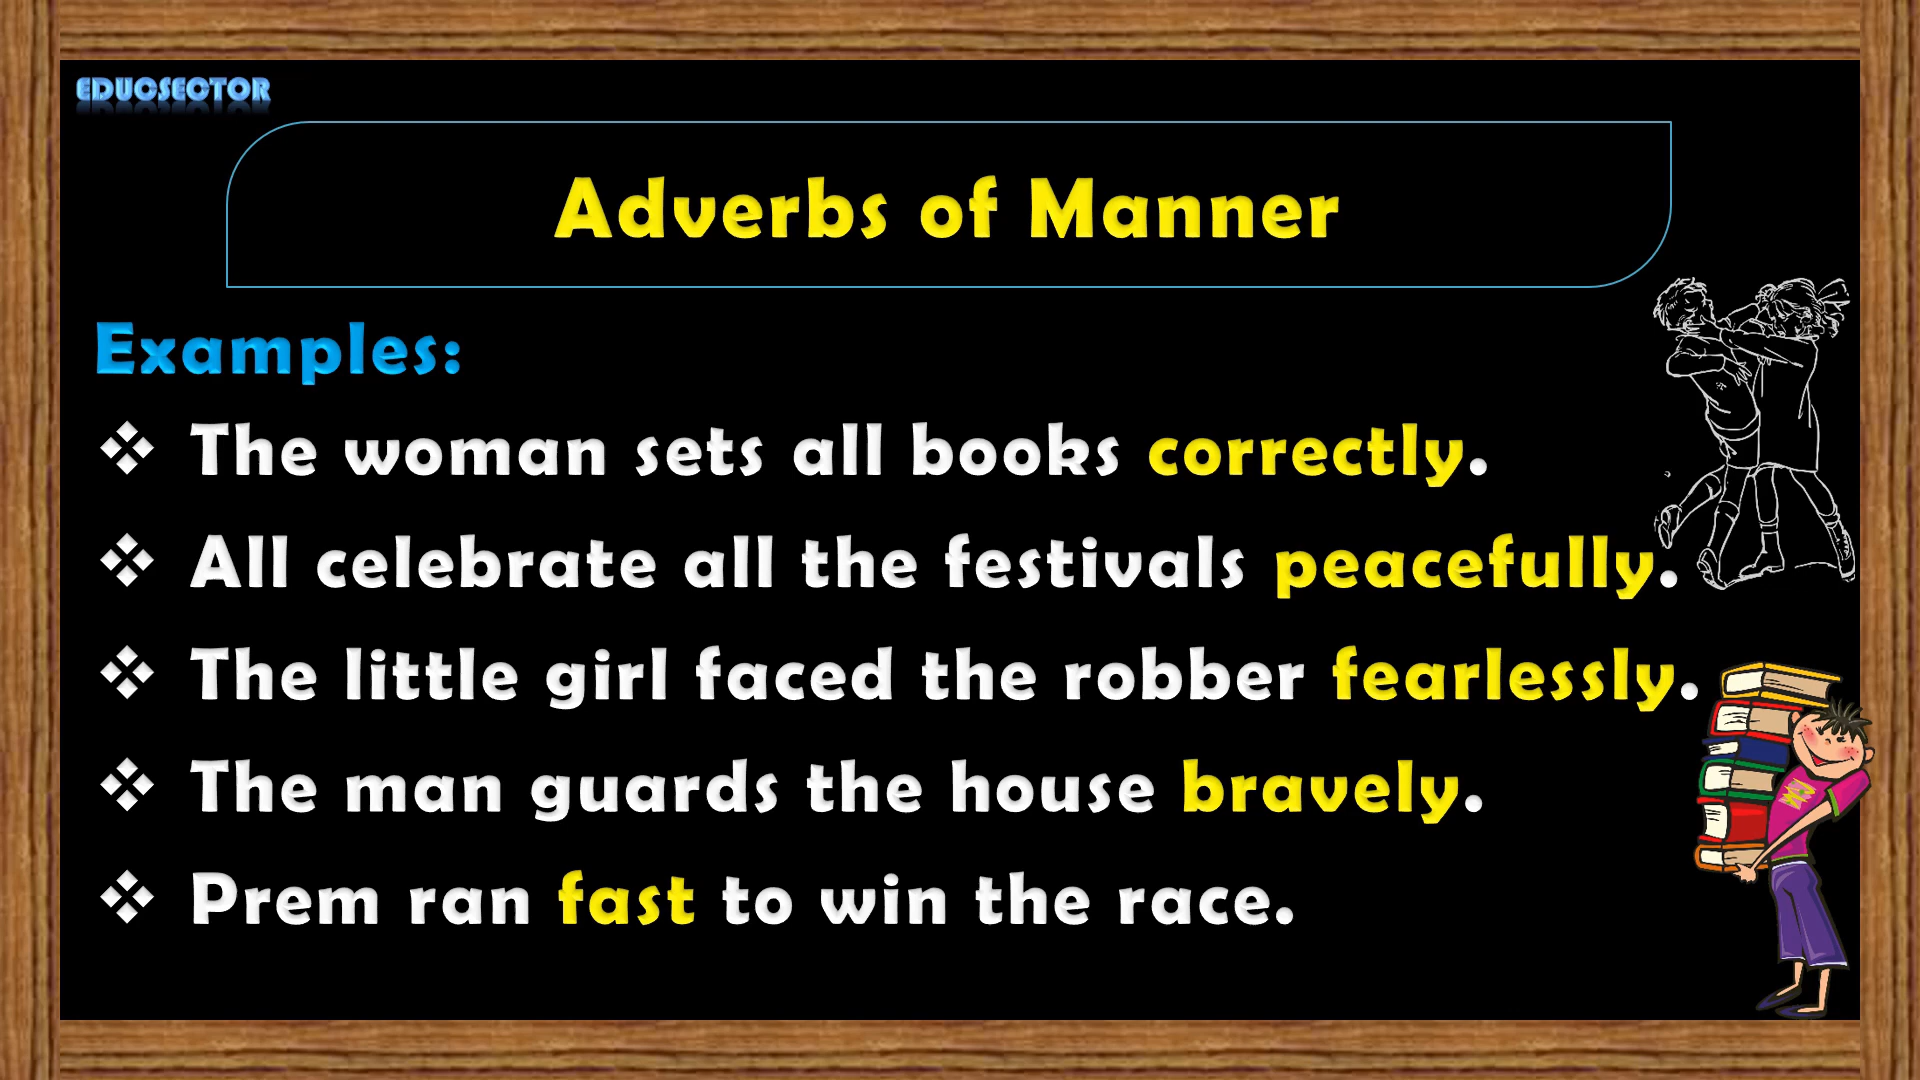 EDUCSECTOR
Adverbs of Manner
Examples:
❖ The woman sets all books correctly.
❖ All celebrate all the festivals peacefully.
❖ The little girl faced the robber fearlessly.
❖ The man guards the house bravely.
❖ Prem ran fast to win the race.